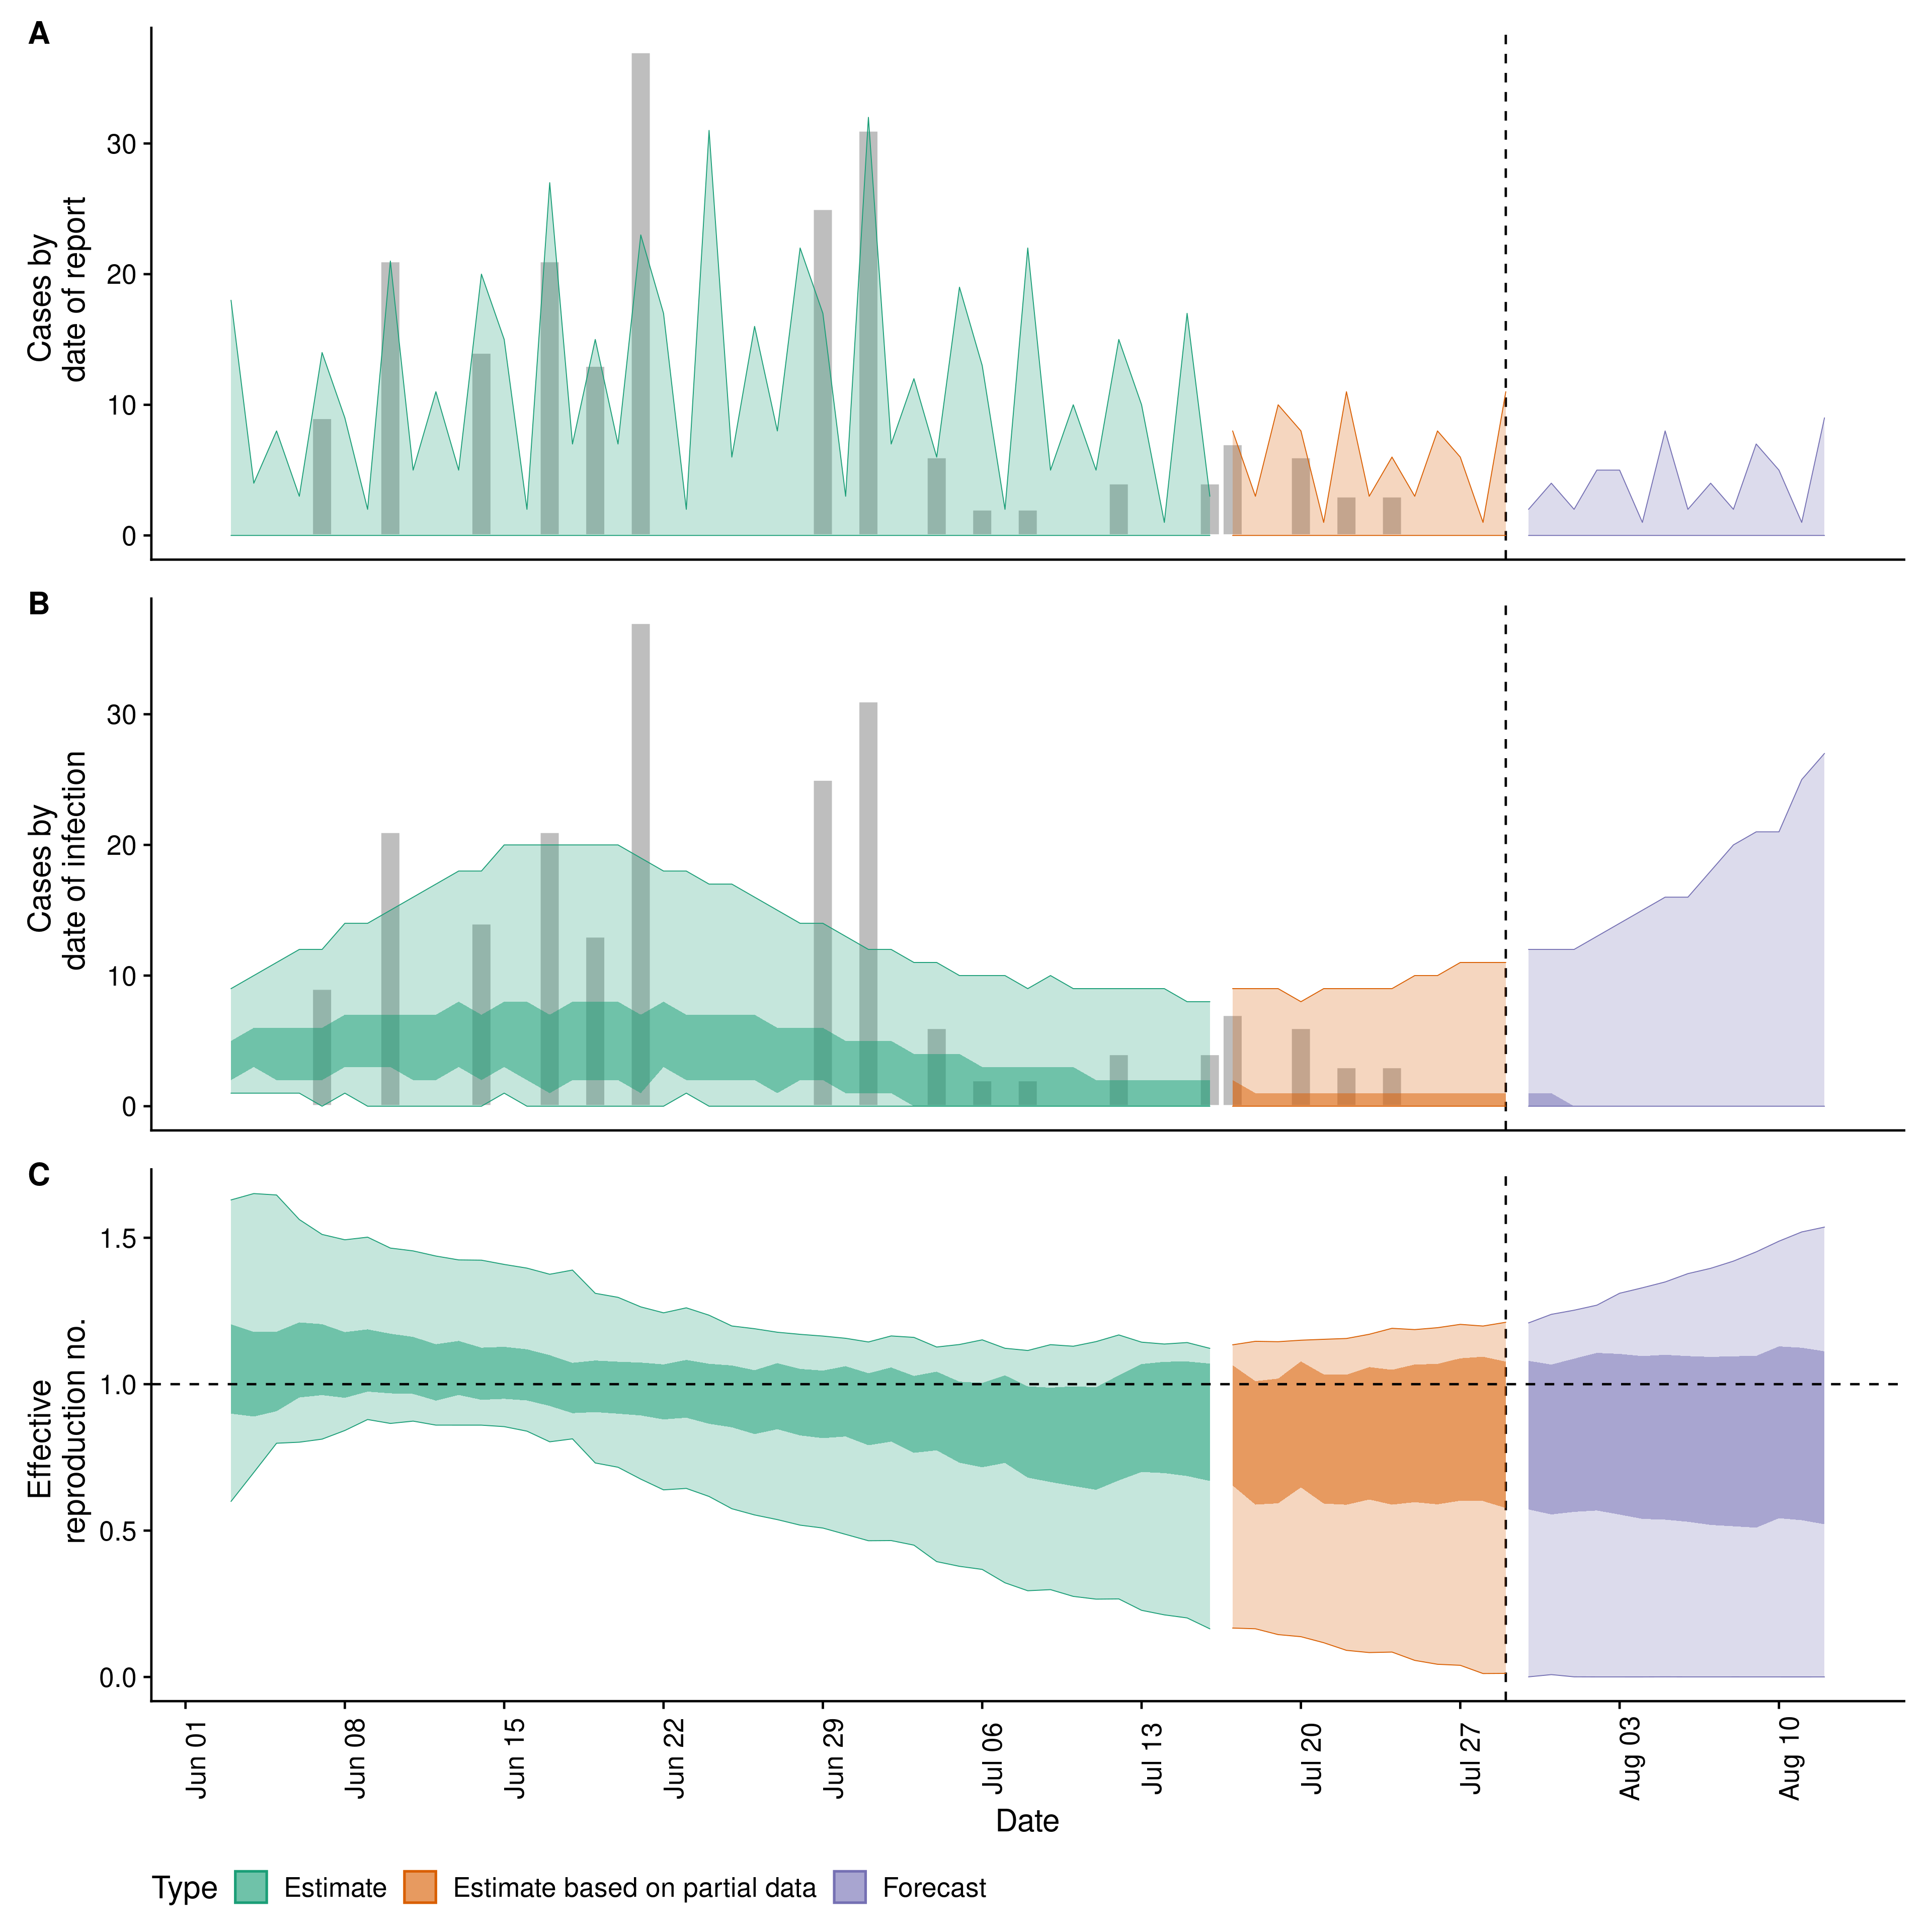 A
Cases by
date of report
30
20
10
0
B
Cases by
date of infection
30
20
10
0
C
Effective
reproduction no.
1.5
1.0
0.5
0.0
Jun 01
Jun 08
Jun 15
Jun 22
Jun 29
Jul 06
Jul 13
Jul 20
Jul 27
Aug 03
Aug 10
Date
Type Estimate Estimate based on partial data Forecast